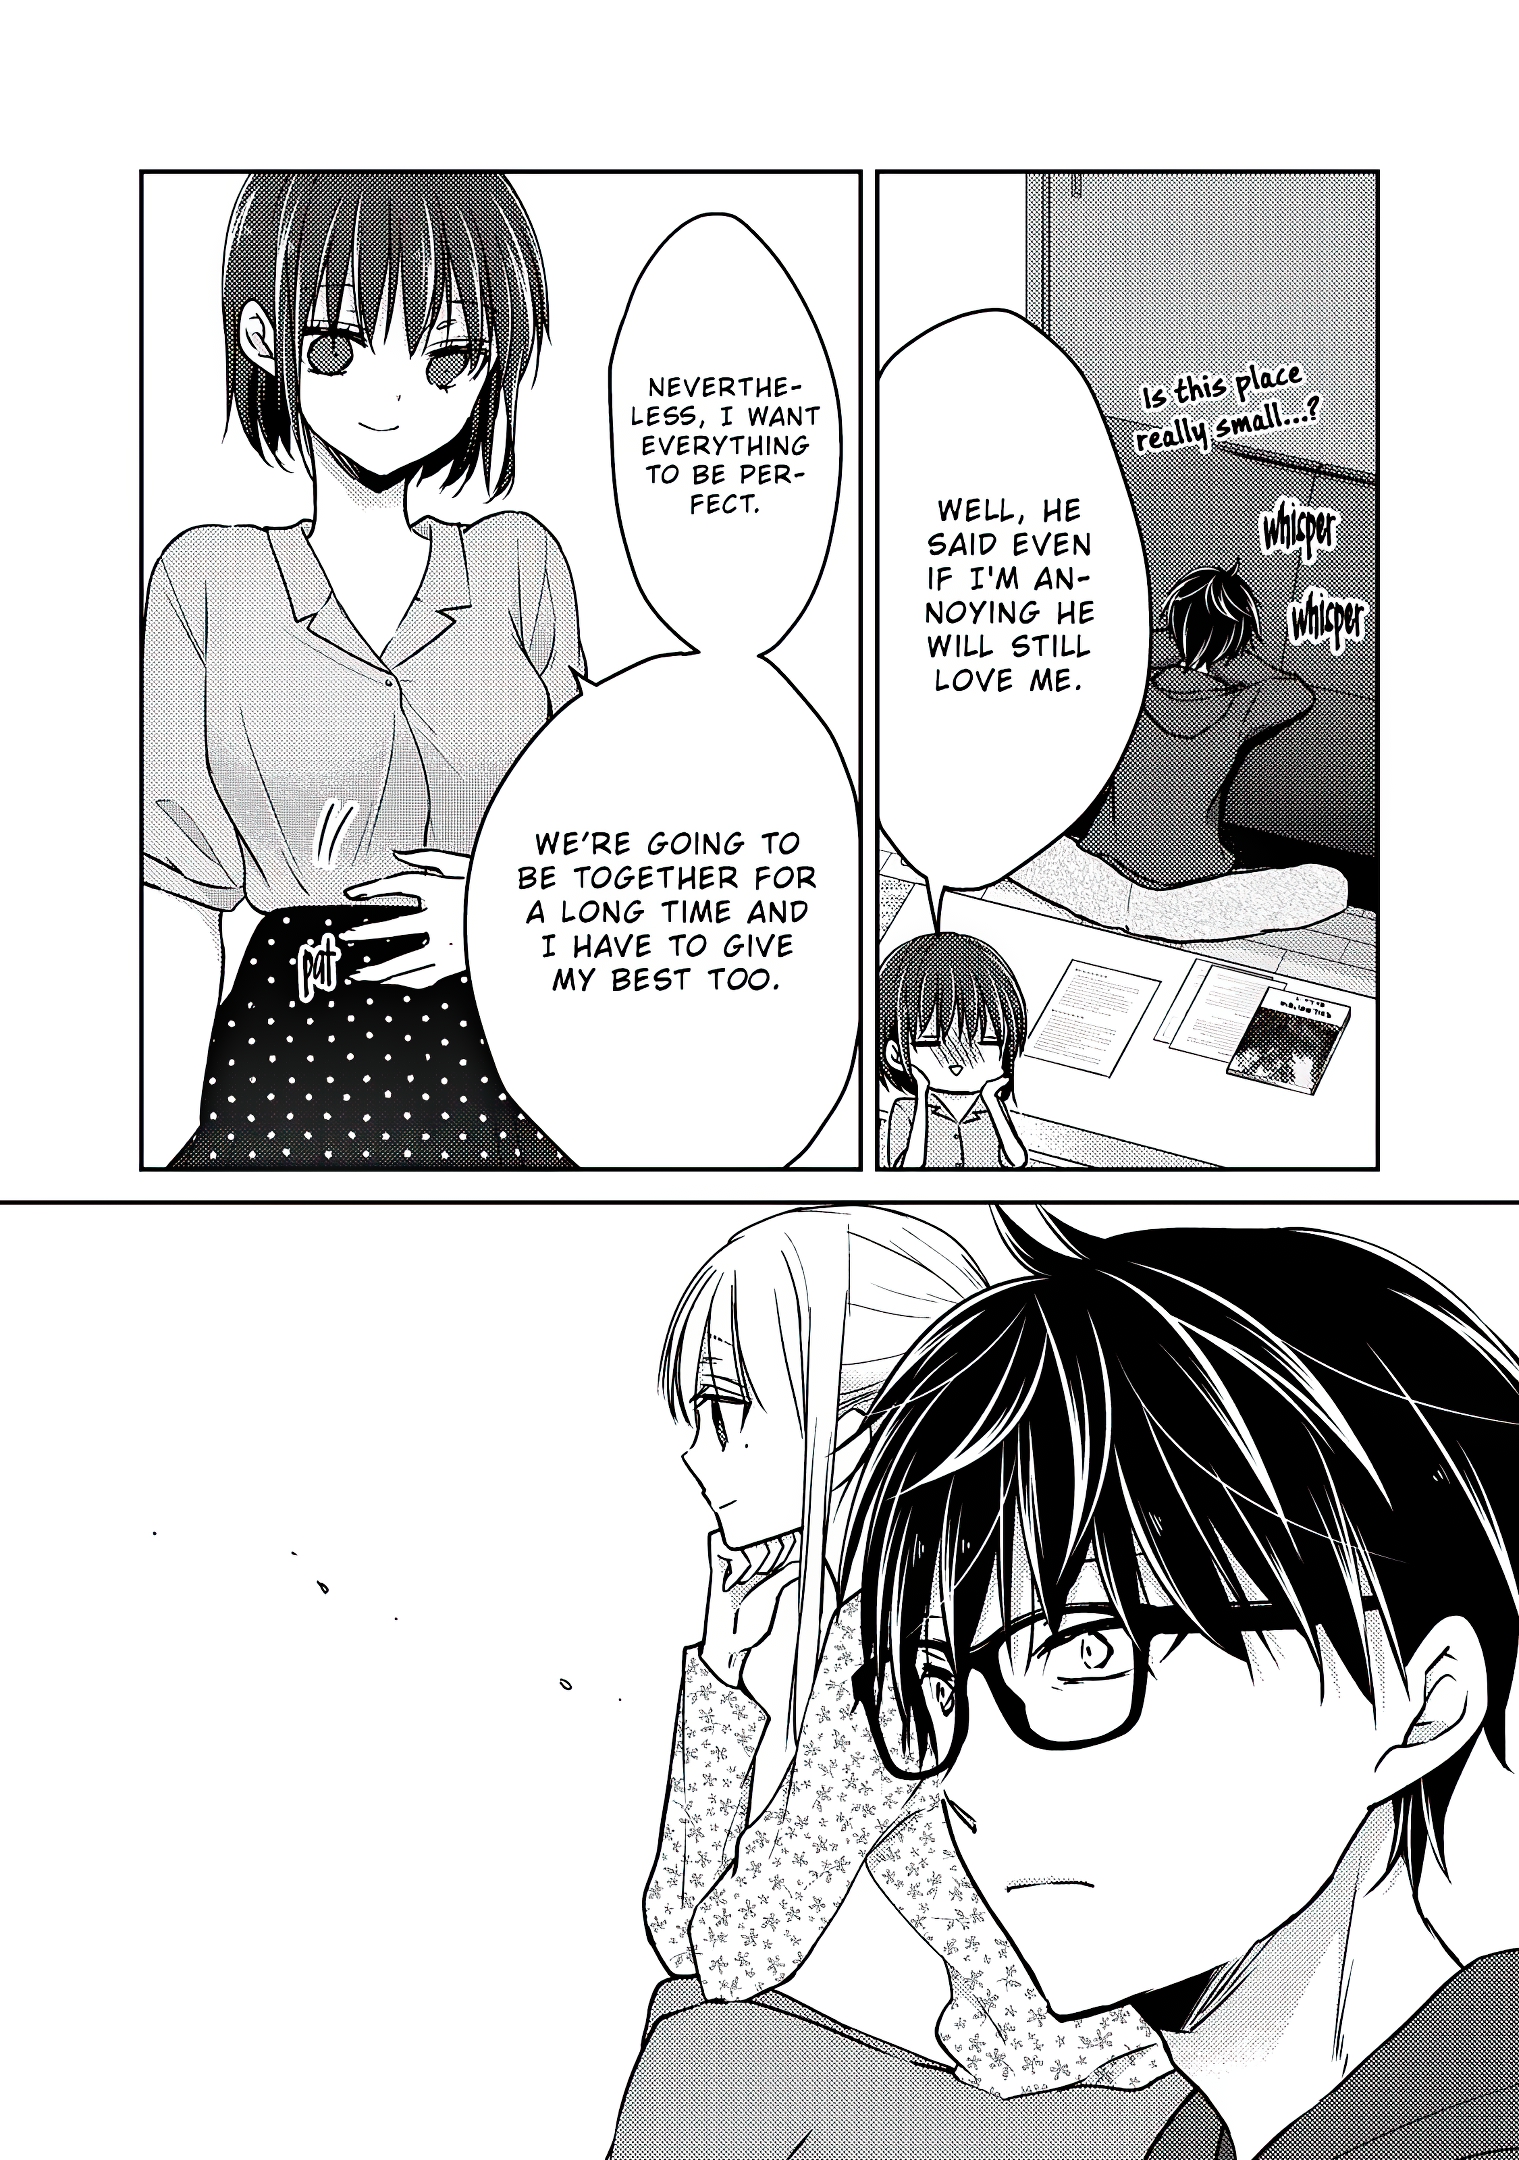 Is this place
really small...?
whisper
whisper
WELL, HE
SAID EVEN
IF I'M AN-
NOYING HE
WILL STILL
LOVE ME.
NEVERTHE-
LESS, I WANT
EVERYTHING
TO BE PER-
FECT.
WE'RE GOING TO
BE TOGETHER FOR
A LONG TIME AND
I HAVE TO GIVE
MY BEST TOO.
pat